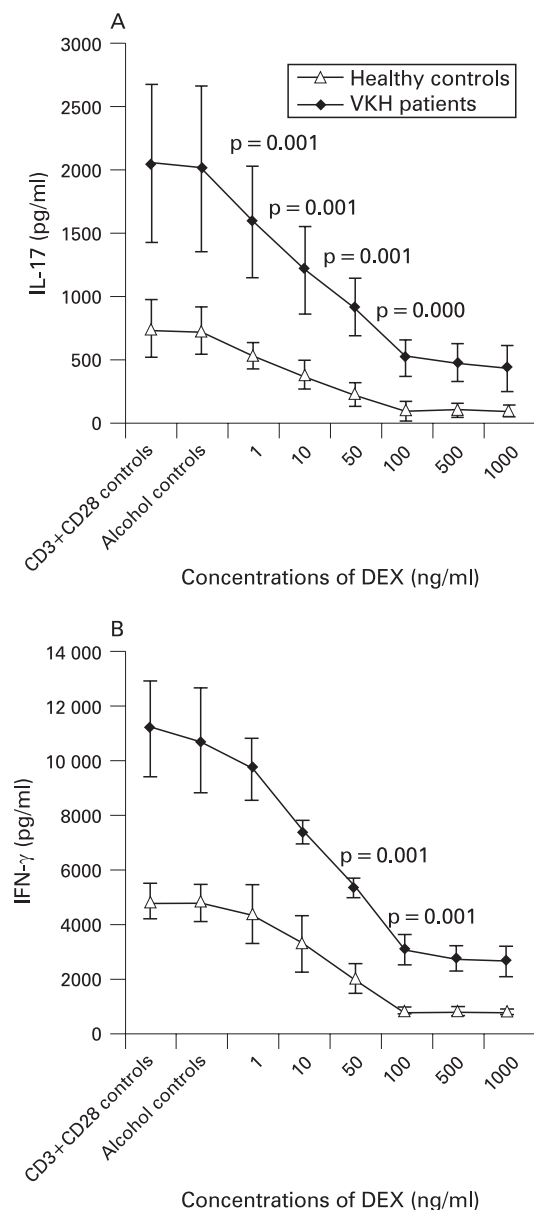 A
3000
2500
2000
1500
1000
500
0
IL-17 (pg/ml)
Healthy controls
VKH patients
p = 0.001
p = 0.001
p = 0.001
p = 0.000
CD3+CD28 controls
Alcohol controls
1
10
50
100
500
1000
Concentrations of DEX (ng/ml)
B
14 000
12 000
10 000
8000
6000
4000
2000
0
IFN-γ (pg/ml)
p = 0.001
p = 0.001
CD3+CD28 controls
Alcohol controls
1
10
50
100
500
1000
Concentrations of DEX (ng/ml)